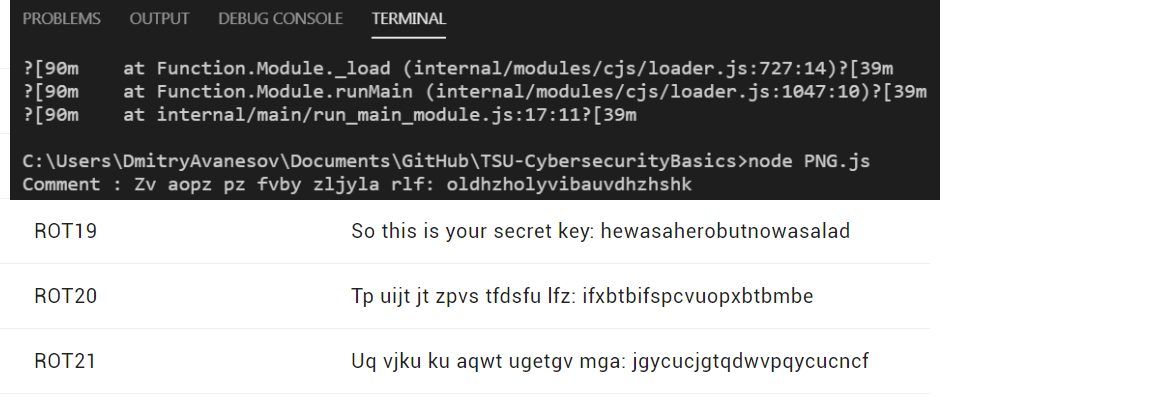 PROBLEMS OUTPUT DEBUG CONSOLE TERMINAL
?[90m    at Function.Module._load (internal/modules/cjs/loader.js:727:14)?[39m
?[90m    at Function.Module.runMain (internal/modules/cjs/loader.js:1047:10)?[39m
?[90m    at internal/main/run_main_module.js:17:11?[39m
C:\Users\DmitryAvanesov\Documents\GitHub\TSU-CybersecurityBasics>node PNG.js
Comment : Zv aopz pz fvby zljyla rlf: oldhzholyvibauvdhzhshk
ROT19 So this is your secret key: hewasaherobutnowasalad
ROT20 Tp uijt jt zpvs tfdsfu lfz: ifxbtbifspcvuopxbtbmbe
ROT21 Uq vjku ku aqwt ugetgv mga: jgycucjgtqdwvpqycucncf